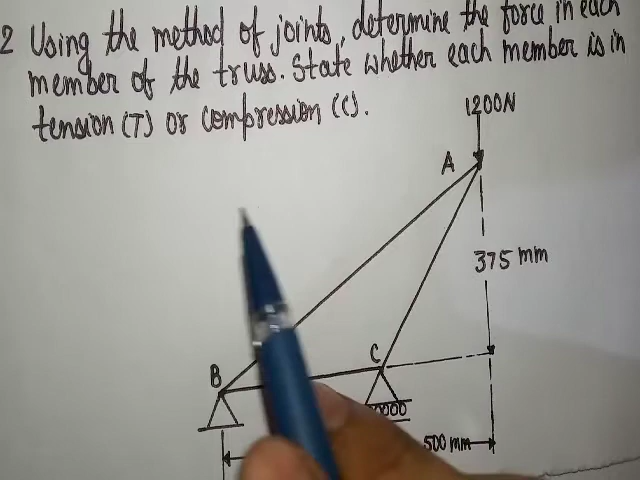 2 Using the method of joints, determine the force in each
member of the truss. State whether each member is in
tension (T) or compression (C).
1200N
A
375 mm
C
B
500 mm